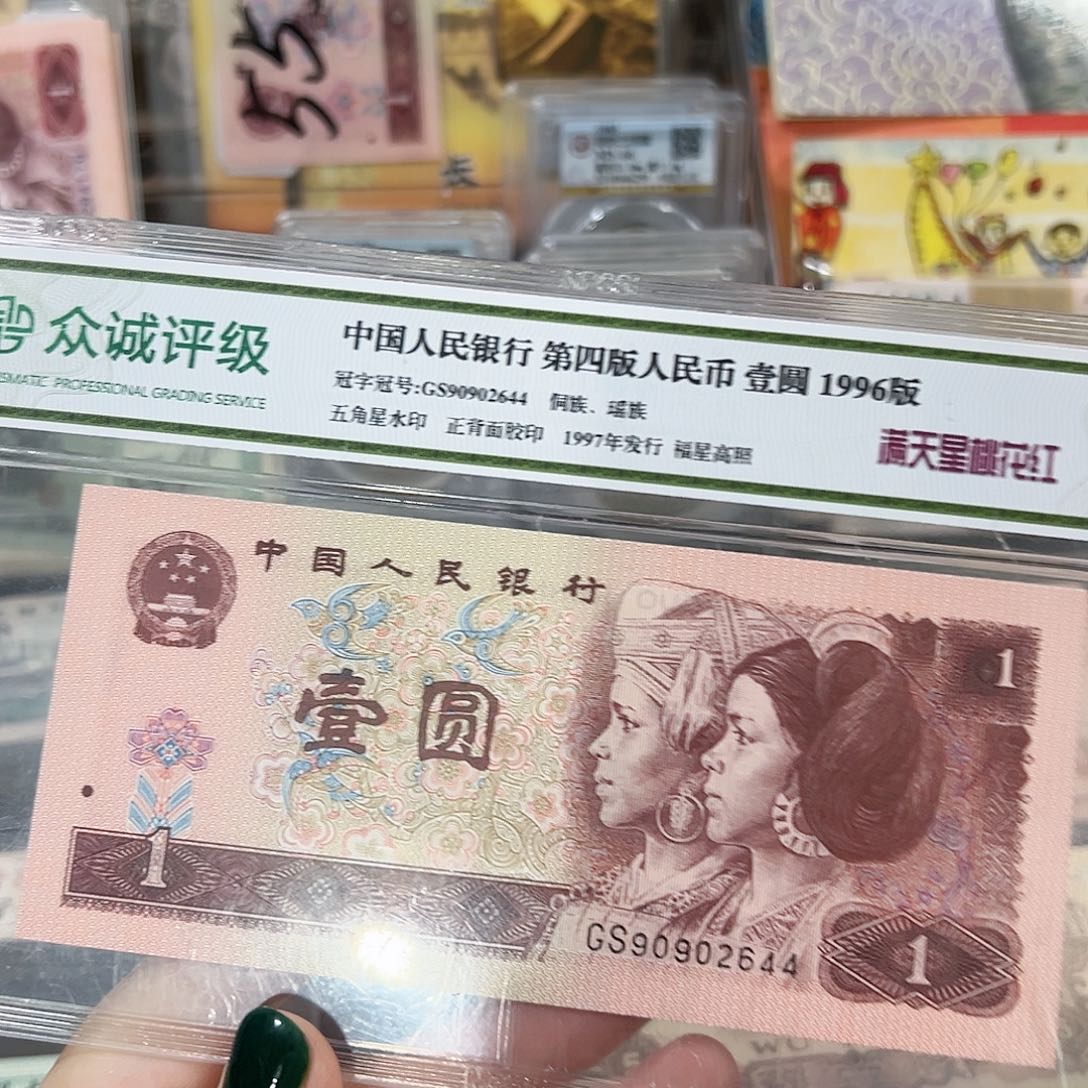 55
众诚评级
PROFESSIONAL GRADING SERVICE
中国人民银行 第四版人民币 壹圆 1996版
冠字冠号:GS90902644 侗族、瑶族
五角星水印 正背面胶印 1997年发行 福星高照
满天星桃花红
中国人民银行
壹圆
1
1
GS90902644
1